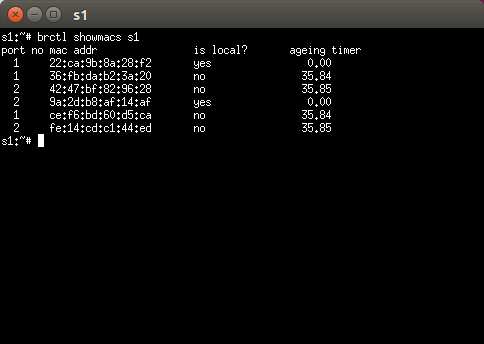 s1
s1:~# brctl showmacs s1
port no mac addr is local? ageing timer
1 22:ca:9b:8a:28:f2 yes 0.00
1 36:fb:da:b2:3a:20 no 35.84
2 42:47:bf:82:96:28 no 35.85
2 9a:2d:b8:af:14:af yes 0.00
1 ce:f6:bd:60:d5:ca no 35.84
2 fe:14:cd:c1:44:ed no 35.85
s1:~#